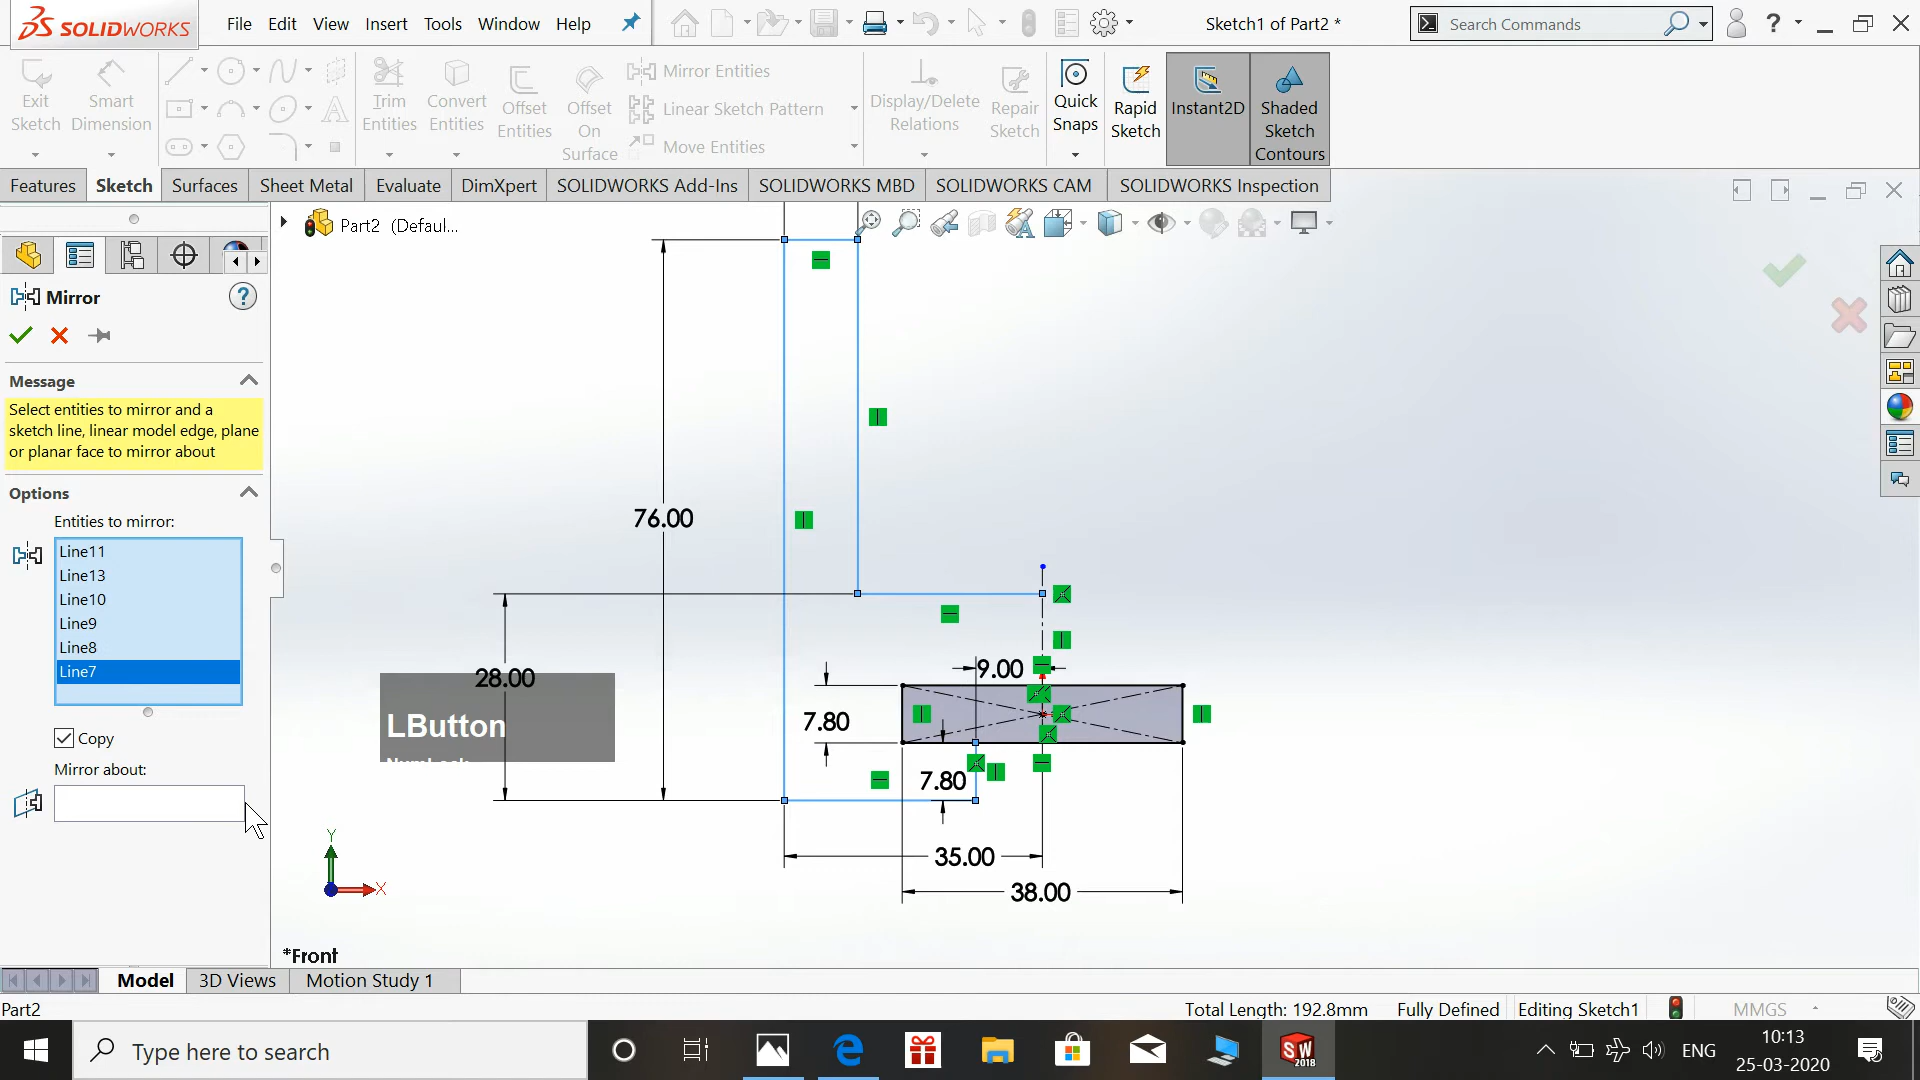 SOLIDWORKS
File Edit View Insert Tools Window Help
Sketch1 of Part2 *
Search Commands
Exit Sketch
Smart Dimension
Trim Entities
Convert Entities
Offset Entities
Offset On Surface
Mirror Entities
Linear Sketch Pattern
Move Entities
Display/Delete Relations
Repair Sketch
Quick Snaps
Rapid Sketch
Instant2D
Shaded Sketch Contours
Features Sketch Surfaces Sheet Metal Evaluate DimXpert SOLIDWORKS Add-Ins SOLIDWORKS MBD SOLIDWORKS CAM SOLIDWORKS Inspection
Part2 (Defaul...
Mirror
Message
Select entities to mirror and a
sketch line, linear model edge, plane
or planar face to mirror about
Options
Entities to mirror:
Line11
Line13
Line10
Line9
Line8
Line7
Copy
Mirror about:
76.00
28.00
9.00
7.80
7.80
35.00
38.00
LButton
Y
X
*Front
Model 3D Views Motion Study 1
Part2
Total Length: 192.8mm Fully Defined Editing Sketch1 MMGS
Type here to search
SW
2018
ENG
10:13
25-03-2020